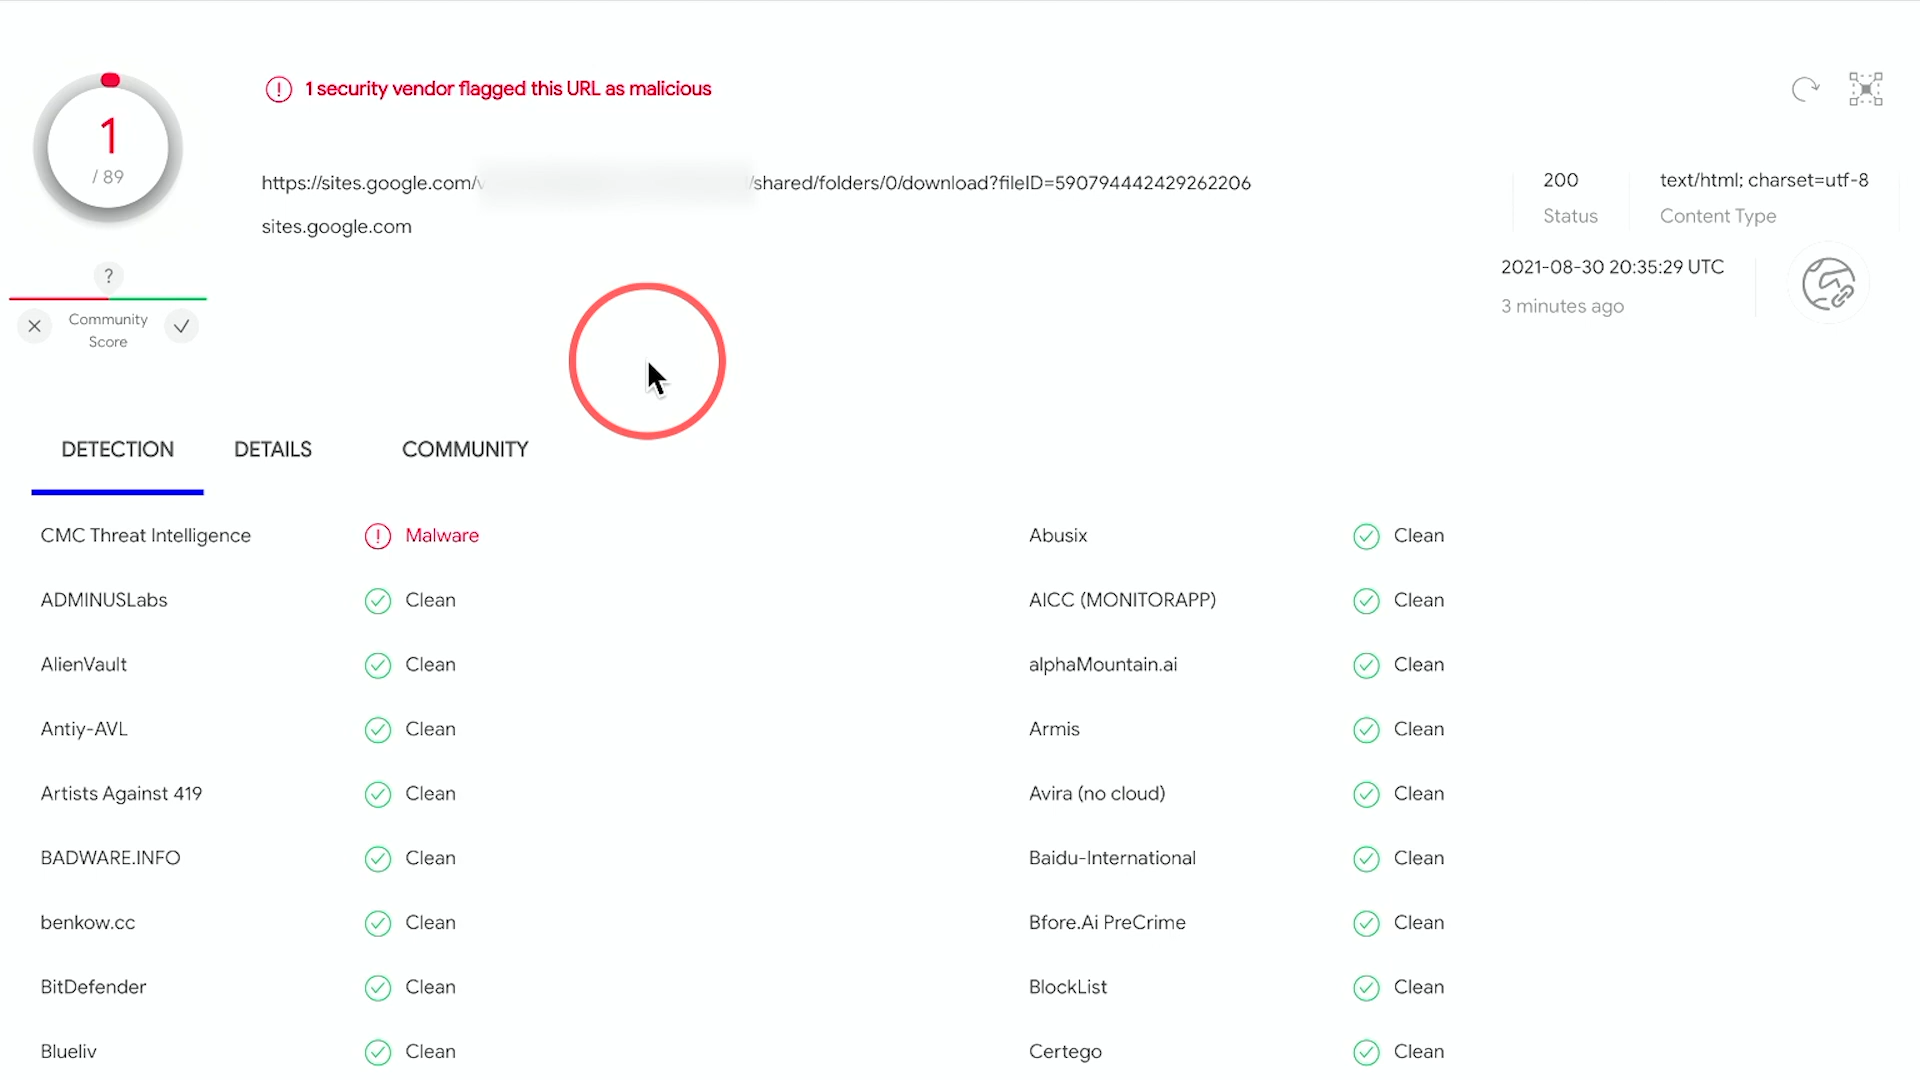 1 security vendor flagged this URL as malicious
1
/ 89
https://sites.google.com/ /shared/folders/0/download?fileID=590794442429262206
sites.google.com
200
Status
text/html; charset=utf-8
Content Type
2021-08-30 20:35:29 UTC
3 minutes ago
?
Community
Score
DETECTION DETAILS COMMUNITY
CMC Threat Intelligence Malware Abusix Clean
ADMINUSLabs Clean AICC (MONITORAPP) Clean
AlienVault Clean alphaMountain.ai Clean
Antiy-AVL Clean Armis Clean
Artists Against 419 Clean Avira (no cloud) Clean
BADWARE.INFO Clean Baidu-International Clean
benkow.cc Clean Bfore.Ai PreCrime Clean
BitDefender Clean BlockList Clean
Blueliv Clean Certego Clean